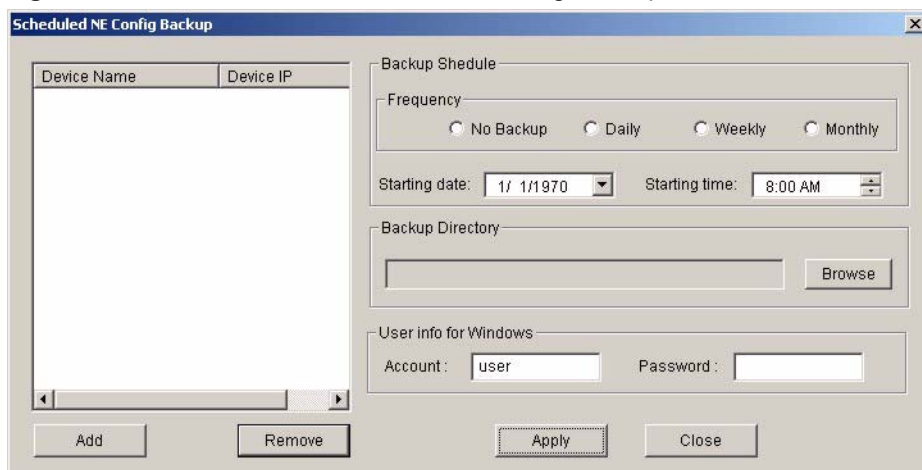 Scheduled NE Config Backup
Device Name Device IP
Backup Shedule
Frequency
No Backup Daily Weekly Monthly
Starting date: 1/ 1/1970 Starting time: 8:00 AM
Backup Directory
Browse
User info for Windows
Account : user Password :
Add Remove Apply Close